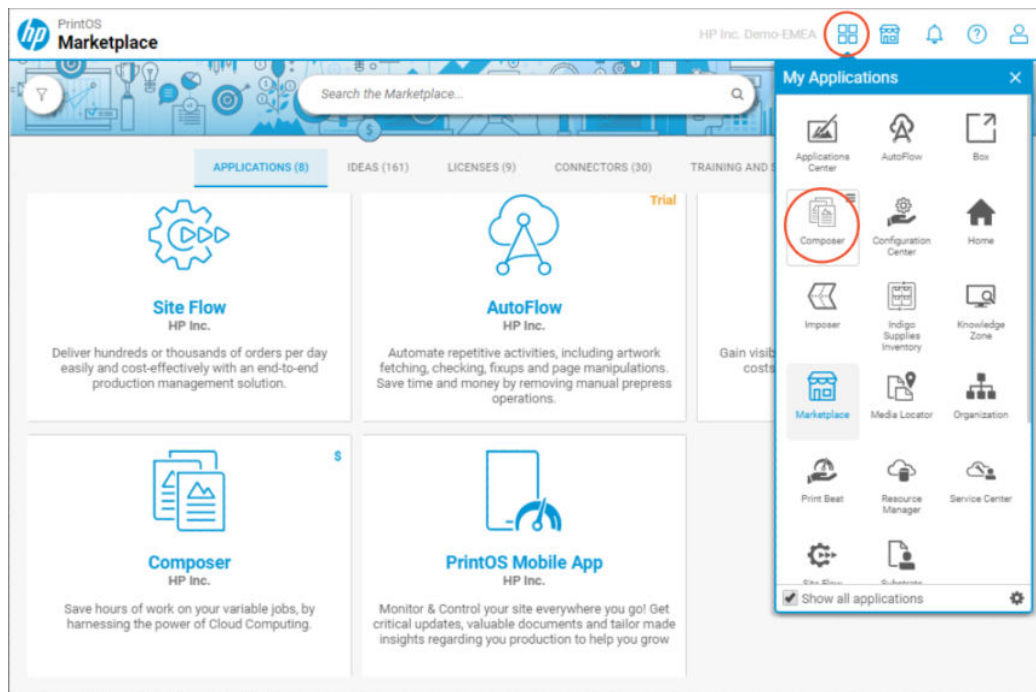 hp
PrintOS
Marketplace
HP Inc. Demo-EMEA
Search the Marketplace...
$
APPLICATIONS (8)
IDEAS (161)
LICENSES (9)
CONNECTORS (30)
TRAINING AND
Site Flow
HP Inc.
Deliver hundreds or thousands of orders per day
easily and cost-effectively with an end-to-end
production management solution.
Trial
AutoFlow
HP Inc.
Automate repetitive activities, including artwork
fetching, checking, fixups and page manipulations.
Save time and money by removing manual prepress
operations.
Gain
costs
$
Composer
HP Inc.
Save hours of work on your variable jobs, by
harnessing the power of Cloud Computing.
PrintOS Mobile App
HP Inc.
Monitor & Control your site everywhere you go! Get
critical updates, valuable documents and tailor made
insights regarding you production to help you grow
My Applications
Applications
Center
AutoFlow
Box
Composer
Configuration
Center
Home
Imposer
Indigo
Supplies
Inventory
Knowledge
Zone
Marketplace
Media Locator
Organization
Print Beat
Resource
Manager
Service Center
Site Flow
Substrate
Show all applications